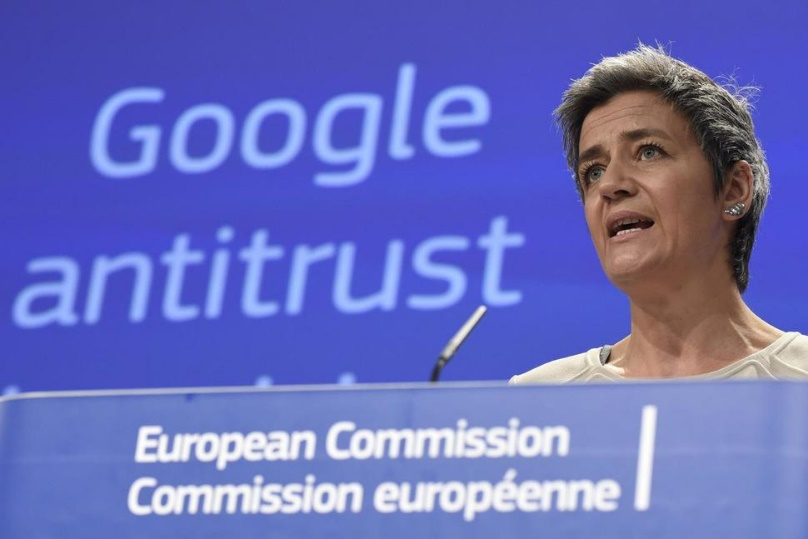 Google
antitrust
European Commission
Commission européenne